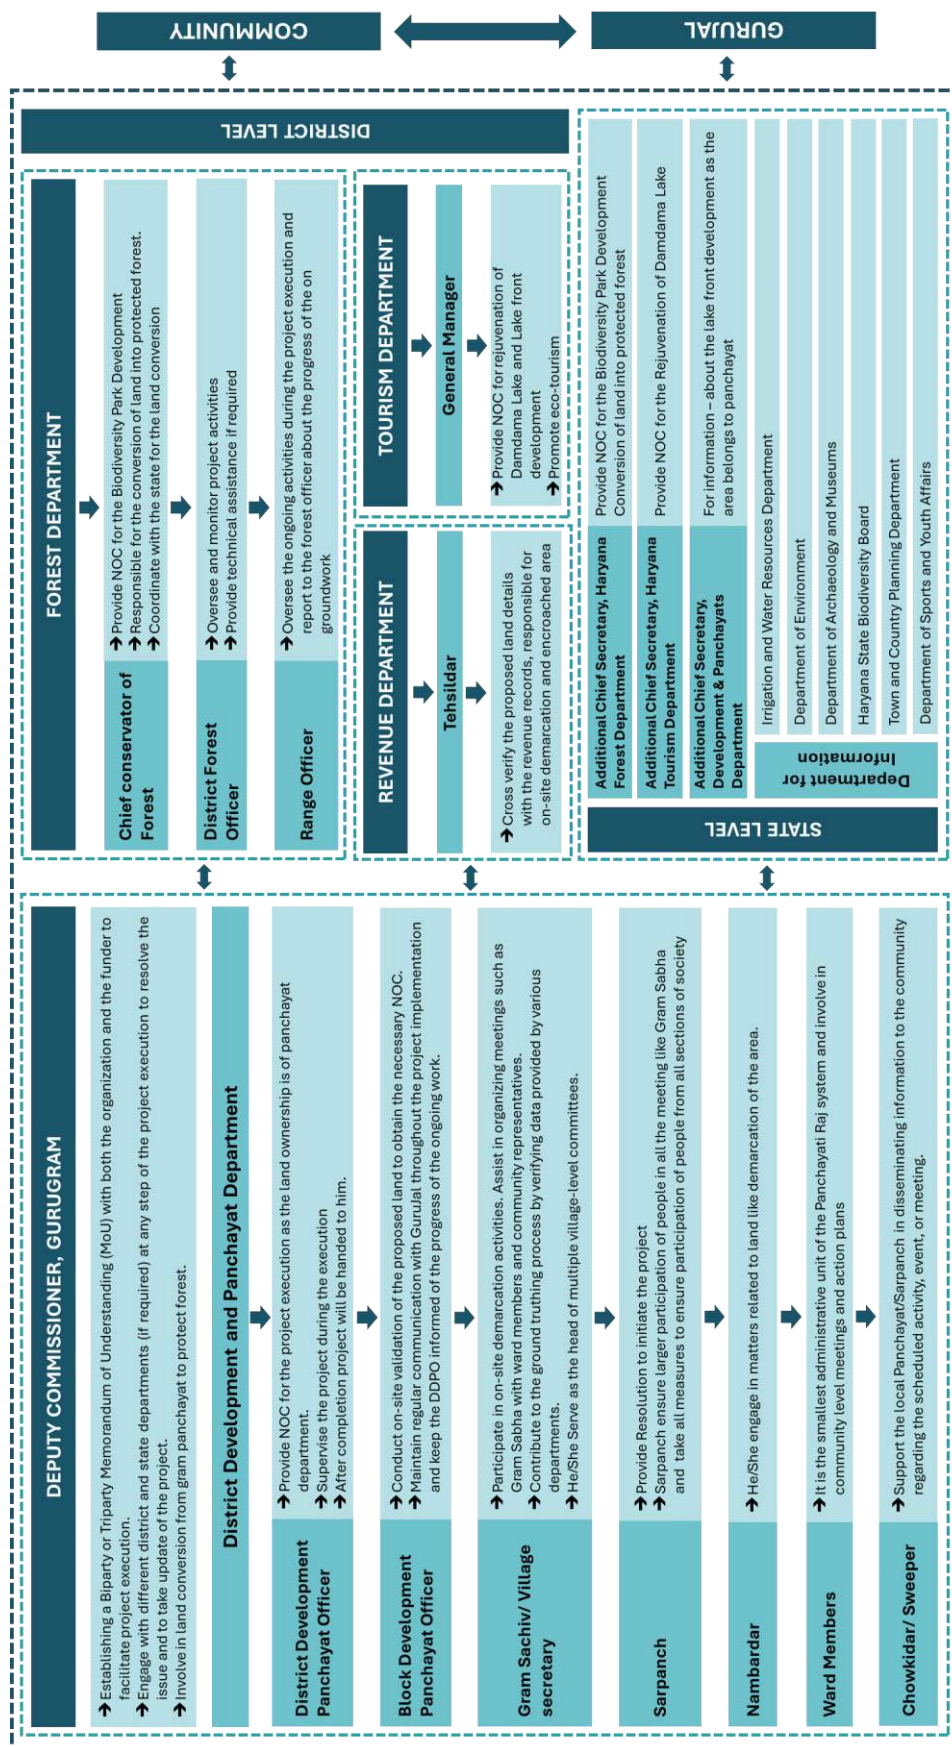 DEPUTY COMMISSIONER, GURUGRAM
➔ Establishing a Biparty or Triparty Memorandum of Understanding (MoU) with both the organization and the funder to
facilitate project execution.
➔ Engage with different district and state departments (if required) at any step of the project execution to resolve the
issue and to take update of the project.
➔ Involve in land conversion from gram panchayat to protect forest.
District Development and Panchayat Department
District Development
Panchayat Officer
➔ Provide NOC for the project execution as the land ownership is of panchayat
department.
➔ Supervise the project during the execution
➔ After completion project will be handed to him.
Block Development
Panchayat Officer
➔ Conduct on-site validation of the proposed land to obtain the necessary NOC.
➔ Maintain regular communication with GuruJal throughout the project implementation
and keep the DDPO informed of the progress of the ongoing work.
Gram Sachiv/ Village
secretary
➔ Participate in on-site demarcation activities. Assist in organizing meetings such as
Gram Sabha with ward members and community representatives.
➔ Contribute to the ground truthing process by verifying data provided by various
departments.
➔ He/She Serve as the head of multiple village-level committees.
Sarpanch
➔ Provide Resolution to initiate the project
➔ Sarpanch ensure larger participation of people in all the meeting like Gram Sabha
and take all measures to ensure participation of people from all sections of society
Nambardar
➔ He/She engage in matters related to land like demarcation of the area.
Ward Members
➔ It is the smallest administrative unit of the Panchayati Raj system and involve in
community level meetings and action plans
Chowkidar/ Sweeper
➔ Support the local Panchayat/Sarpanch in disseminating information to the community
regarding the scheduled activity, event, or meeting.
FOREST DEPARTMENT
Chief conservator of
Forest
➔ Provide NOC for the Biodiversity Park Development
➔ Responsible for the conversion of land into protected forest.
➔ Coordinate with the state for the land conversion
District Forest
Officer
➔ Oversee and monitor project activities
➔ Provide technical assistance if required
Range Officer
➔ Oversee the ongoing activities during the project execution and
report to the forest officer about the progress of the on
groundwork
REVENUE DEPARTMENT
Tehsildar
➔ Cross verify the proposed land details
with the revenue records, responsible for
on-site demarcation and encroached area
TOURISM DEPARTMENT
General Manager
➔ Provide NOC for rejuvenation of
Damdama Lake and Lake front
development
➔ Promote eco-tourism
DISTRICT LEVEL
STATE LEVEL
Additional Chief Secretary, Haryana
Forest Department
Provide NOC for the Biodiversity Park Development
Conversion of land into protected forest
Additional Chief Secretary, Haryana
Tourism Department
Provide NOC for the Rejuvenation of Damdama Lake
Additional Chief Secretary,
Development & Panchayats
Department
For information – about the lake front development as the
area belongs to panchayat
Department for
Information
Irrigation and Water Resources Department
Department of Environment
Department of Archaeology and Museums
Haryana State Biodiversity Board
Town and Country Planning Department
Department of Sports and Youth Affairs
COMMUNITY
GURUJAL